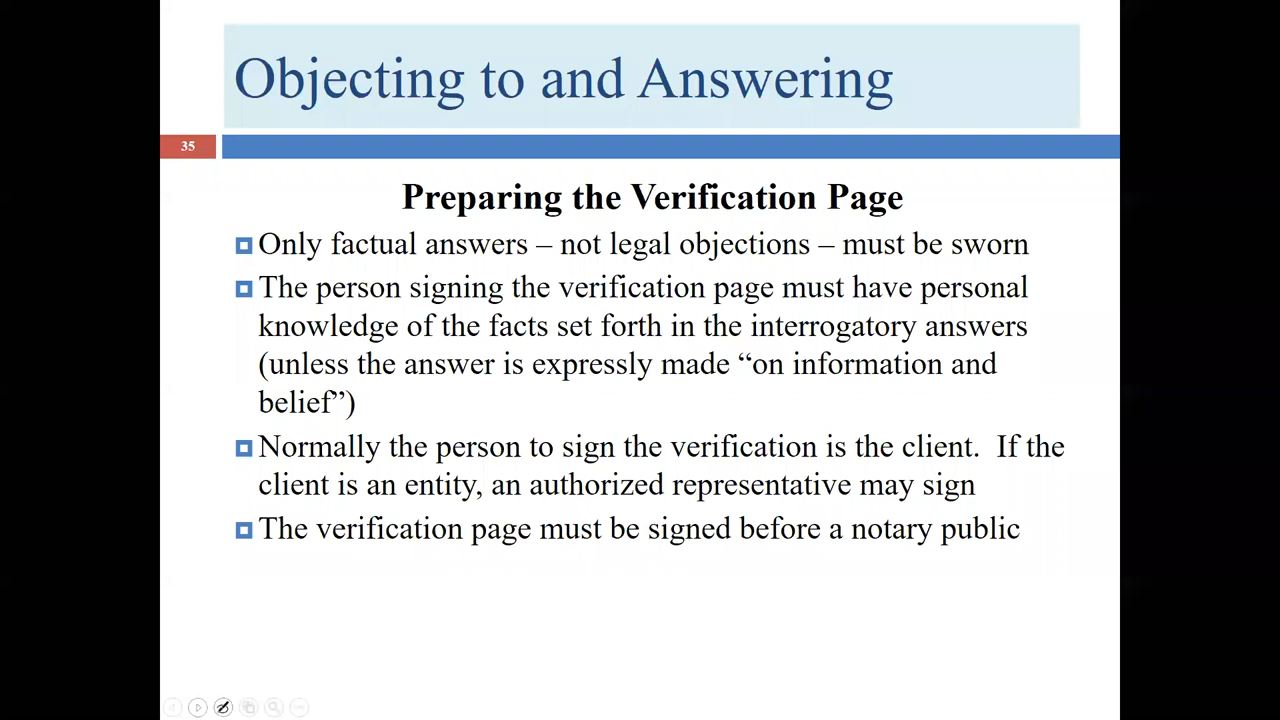 Objecting to and Answering
35
Preparing the Verification Page
Only factual answers – not legal objections – must be sworn
The person signing the verification page must have personal
knowledge of the facts set forth in the interrogatory answers
(unless the answer is expressly made “on information and
belief”)
Normally the person to sign the verification is the client.  If the
client is an entity, an authorized representative may sign
The verification page must be signed before a notary public